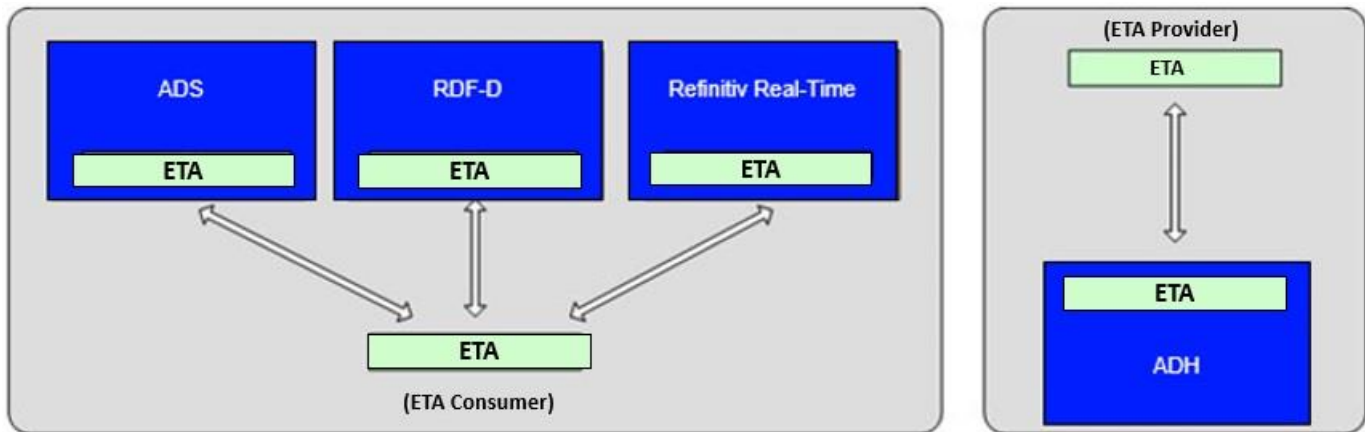 ADS
RDF-D
Refinitiv Real-Time
ETA
ETA
ETA
ETA
(ETA Consumer)
(ETA Provider)
ETA
ETA
ADH